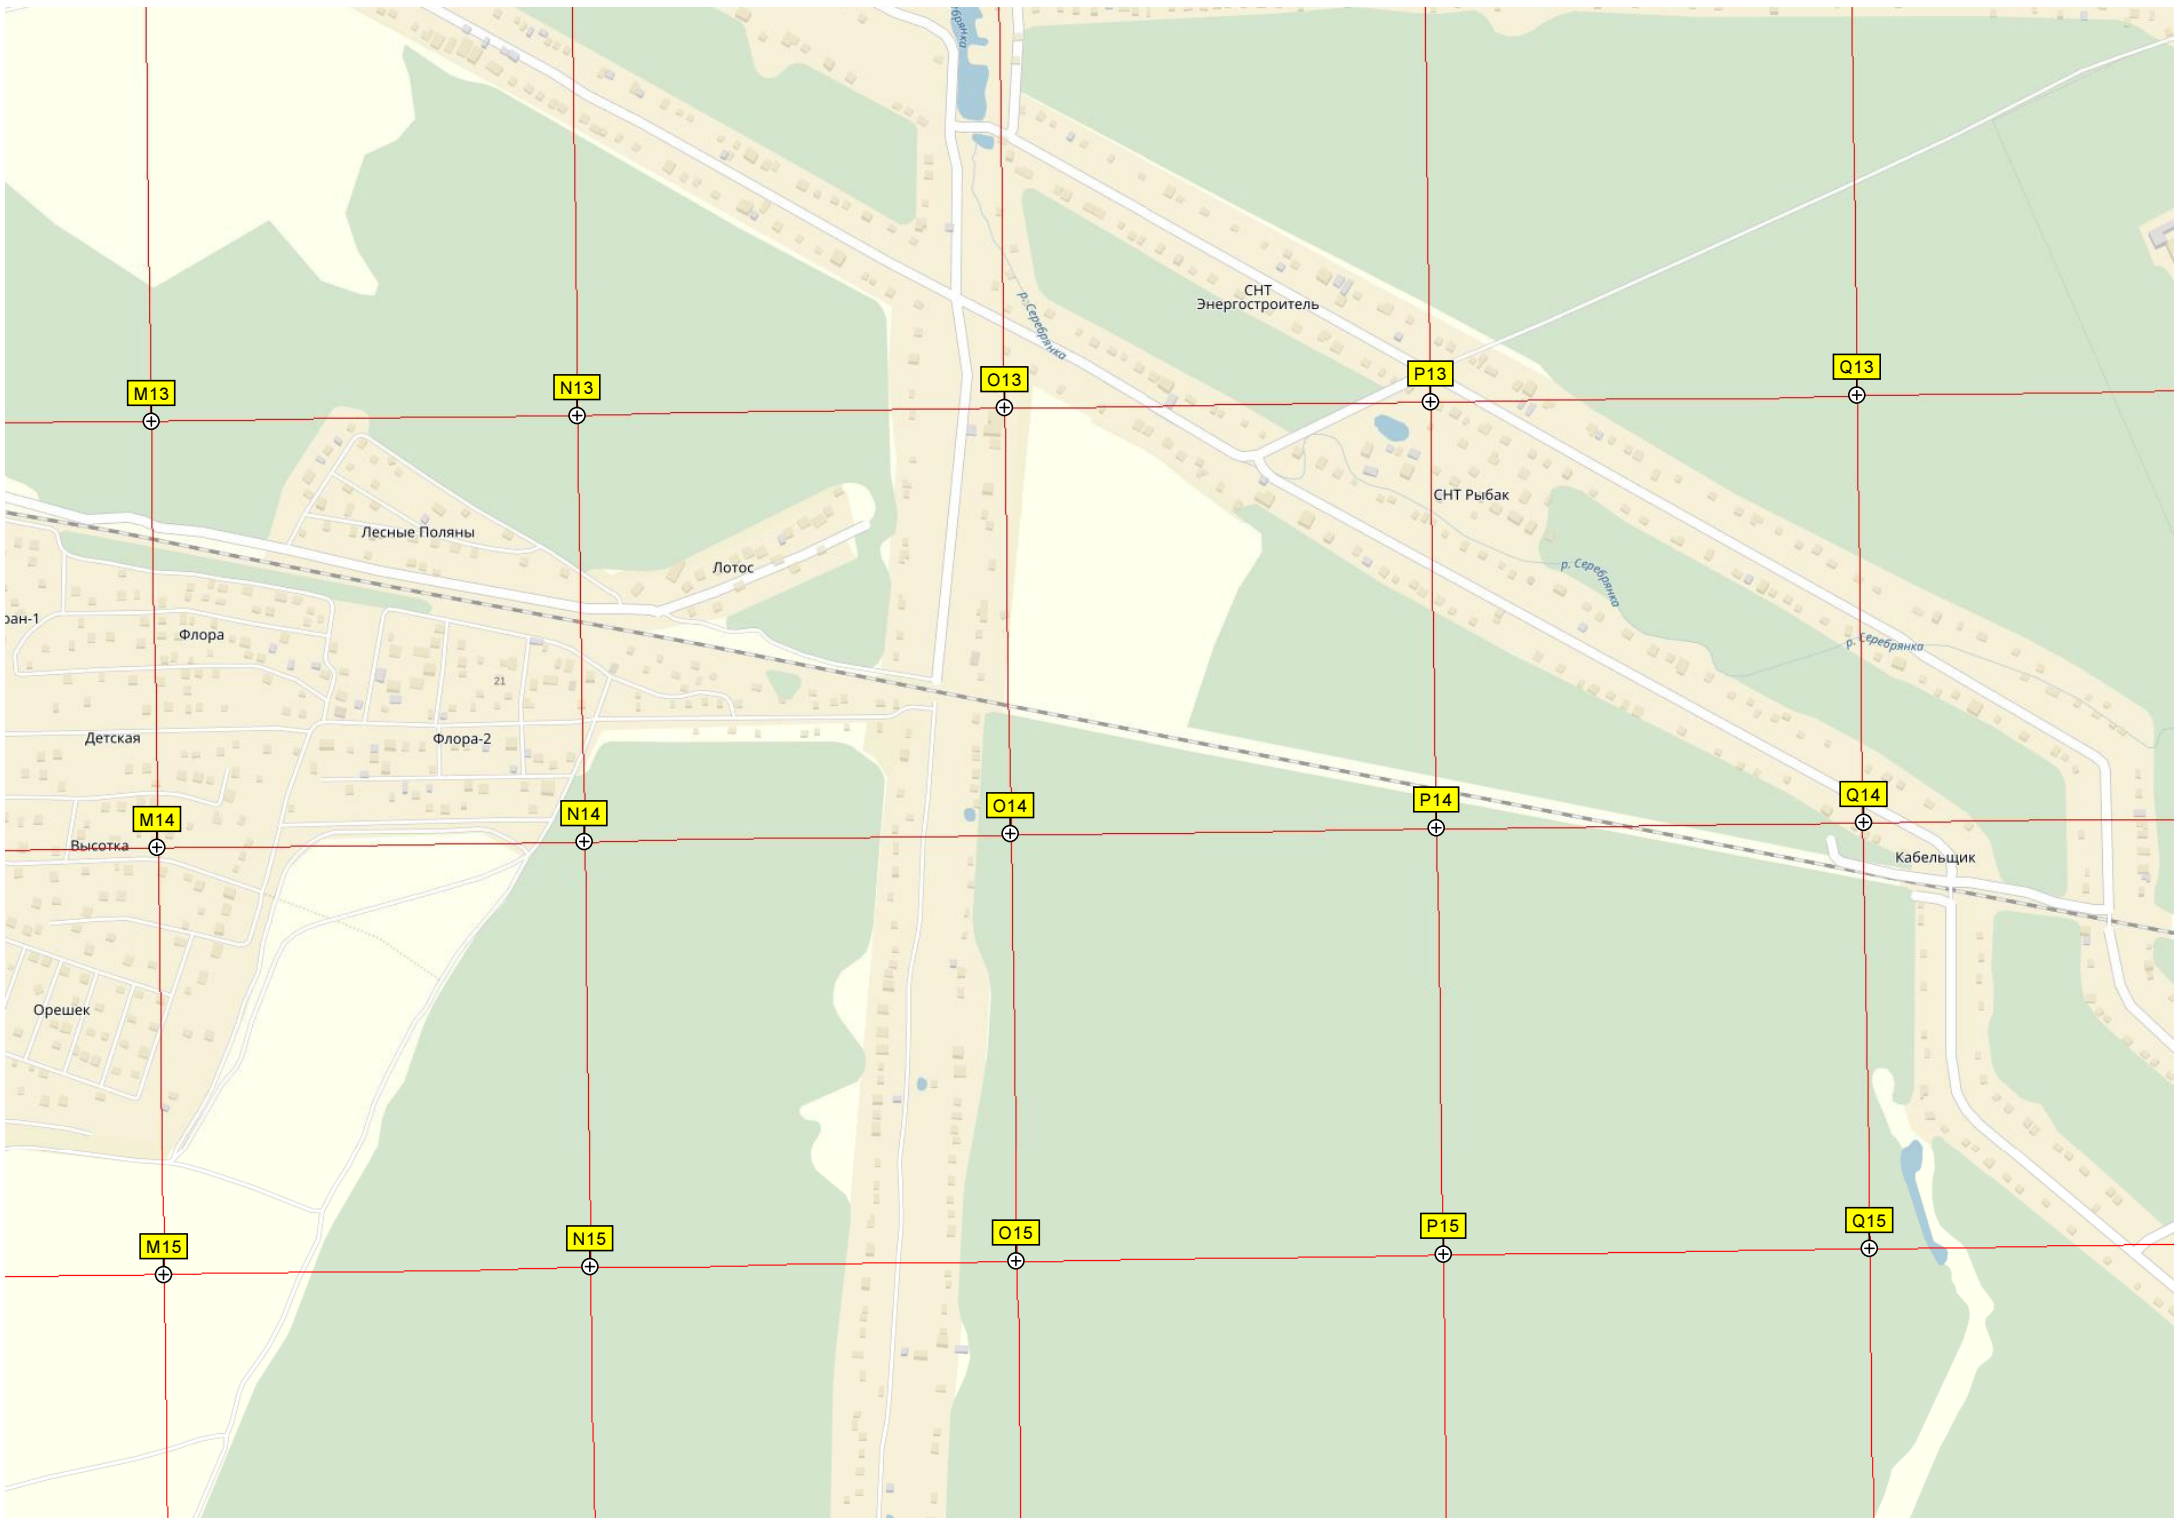 СНТ
Энергостроитель
р. Серебрянка
M13
N13
O13
P13
Q13
СНТ Рыбак
Лесные Поляны
Лотос
р. Серебрянка
Флора
р. Серебрянка
21
Детская
Флора-2
M14
N14
O14
P14
Q14
Высотка
Кабельщик
Орешек
M15
N15
O15
P15
Q15